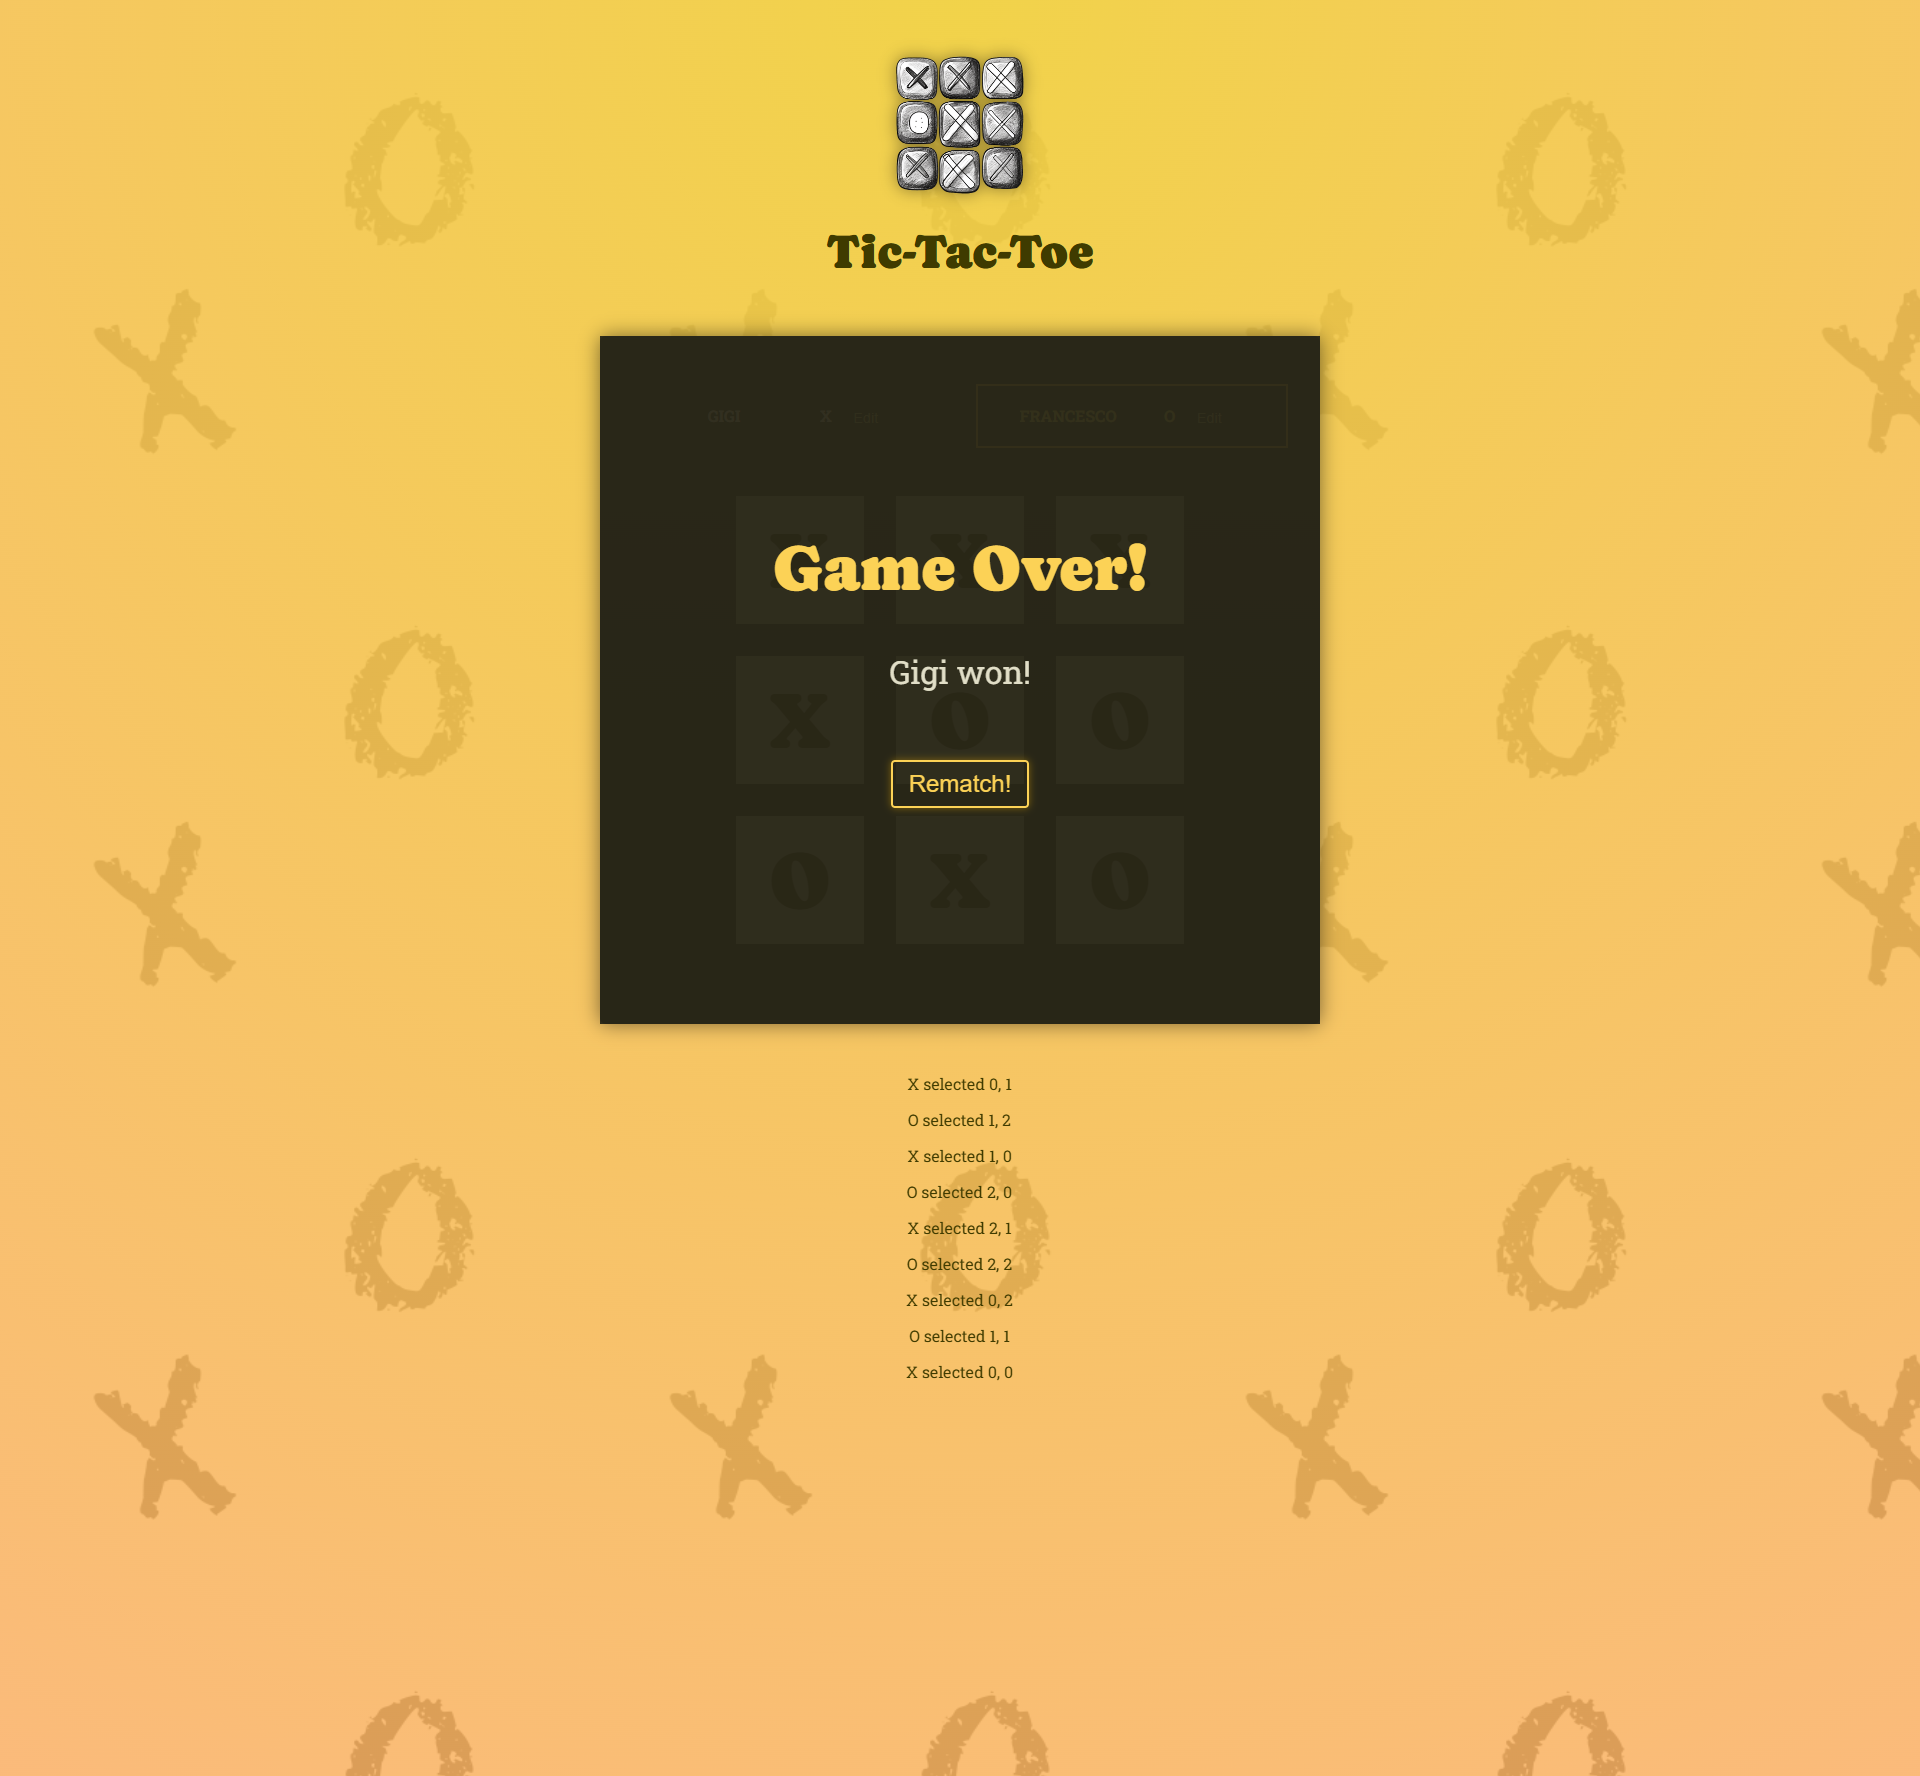 Tic-Tac-Toe
GIGI X Edit FRANCESCO O Edit
X X X
Game Over!
Gigi won!
X O O
Rematch!
O X O
X selected 0, 1
O selected 1, 2
X selected 1, 0
O selected 2, 0
X selected 2, 1
O selected 2, 2
X selected 0, 2
O selected 1, 1
X selected 0, 0